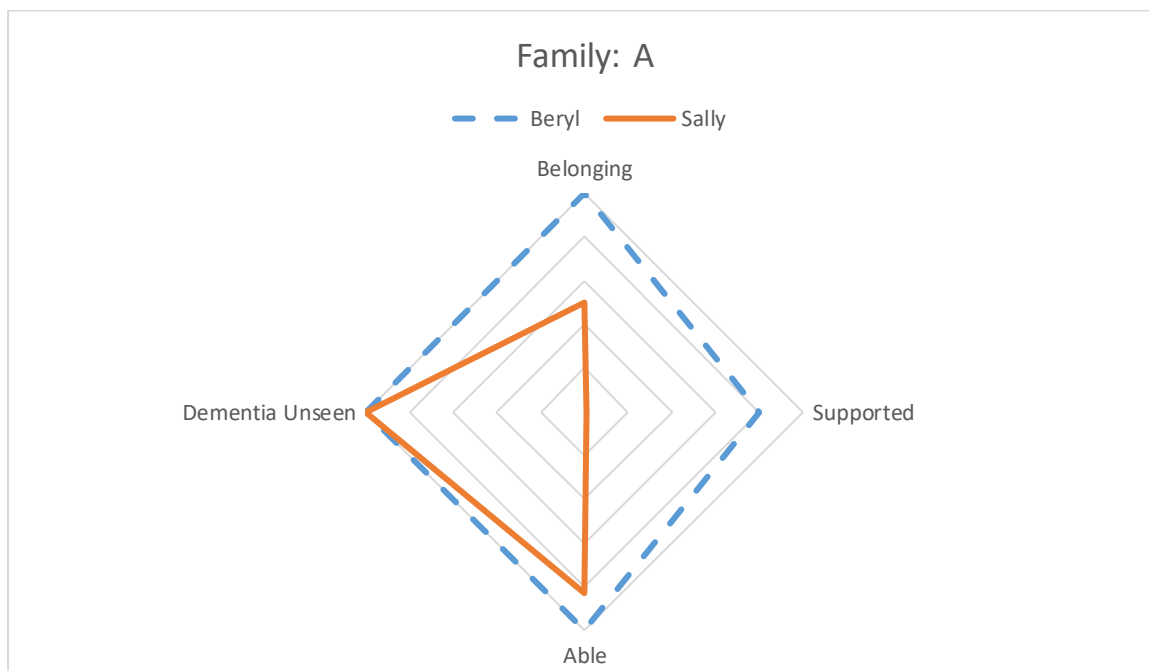 Family: A
Beryl Sally
Belonging
Dementia Unseen
Supported
Able